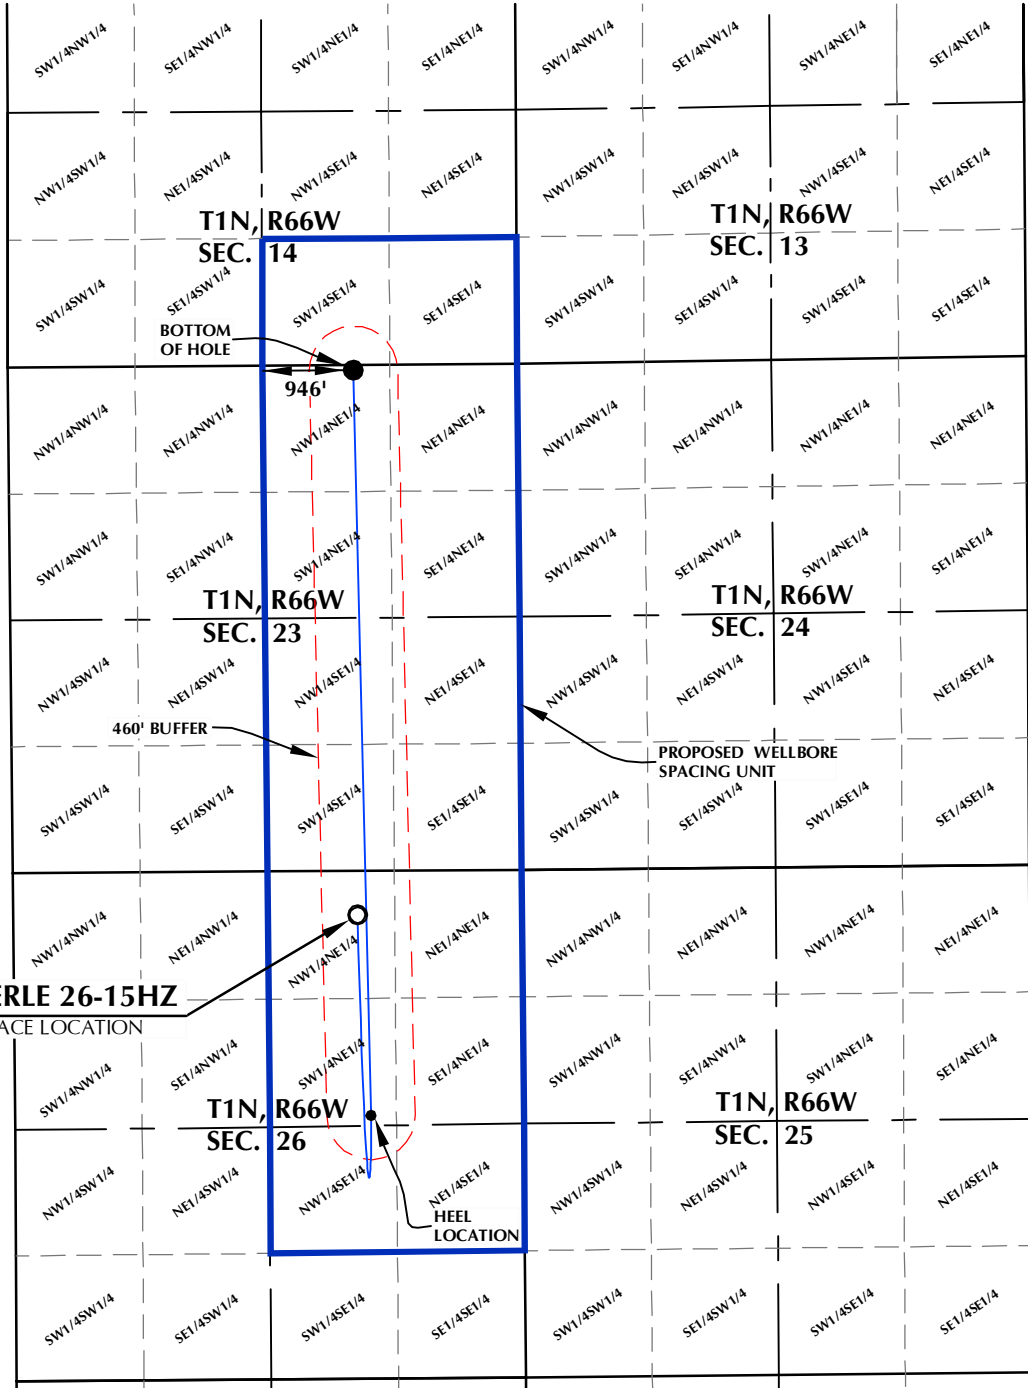 SW1/4NW1/4 SE1/4NW1/4 SW1/4NE1/4 SE1/4NE1/4 SW1/4NW1/4 SE1/4NW1/4 SW1/4NE1/4 SE1/4NE1/4
NW1/4SW1/4 NE1/4SW1/4 NW1/4SE1/4 NE1/4SE1/4 NW1/4SW1/4 NE1/4SW1/4 NW1/4SE1/4 NE1/4SE1/4
T1N, R66W
SEC. 14
T1N, R66W
SEC. 13
SW1/4SW1/4 SE1/4SW1/4 SW1/4SE1/4 SE1/4SE1/4 SW1/4SW1/4 SE1/4SW1/4 SW1/4SE1/4 SE1/4SE1/4
BOTTOM
OF HOLE
946'
NW1/4NW1/4 NE1/4NW1/4 NW1/4NE1/4 NE1/4NE1/4 NW1/4NW1/4 NE1/4NW1/4 NW1/4NE1/4 NE1/4NE1/4
SW1/4NW1/4 SE1/4NW1/4 SW1/4NE1/4 SE1/4NE1/4 SW1/4NW1/4 SE1/4NW1/4 SW1/4NE1/4 SE1/4NE1/4
T1N, R66W
SEC. 23
T1N, R66W
SEC. 24
NW1/4SW1/4 NE1/4SW1/4 NW1/4SE1/4 NE1/4SE1/4 NW1/4SW1/4 NE1/4SW1/4 NW1/4SE1/4 NE1/4SE1/4
460' BUFFER
PROPOSED WELLBORE
SPACING UNIT
SW1/4SW1/4 SE1/4SW1/4 SW1/4SE1/4 SE1/4SE1/4 SW1/4SW1/4 SE1/4SW1/4 SW1/4SE1/4 SE1/4SE1/4
NW1/4NW1/4 NE1/4NW1/4 NW1/4NE1/4 NE1/4NE1/4 NW1/4NW1/4 NE1/4NW1/4 NW1/4NE1/4 NE1/4NE1/4
ERLE 26-15HZ
ACE LOCATION
SW1/4NW1/4 SE1/4NW1/4 SW1/4NE1/4 SE1/4NE1/4 SW1/4NW1/4 SE1/4NW1/4 SW1/4NE1/4 SE1/4NE1/4
T1N, R66W
SEC. 26
T1N, R66W
SEC. 25
NW1/4SW1/4 NE1/4SW1/4 NW1/4SE1/4 NE1/4SE1/4 NW1/4SW1/4 NE1/4SW1/4 NW1/4SE1/4 NE1/4SE1/4
HEEL
LOCATION
SW1/4SW1/4 SE1/4SW1/4 SW1/4SE1/4 SE1/4SE1/4 SW1/4SW1/4 SE1/4SW1/4 SW1/4SE1/4 SE1/4SE1/4